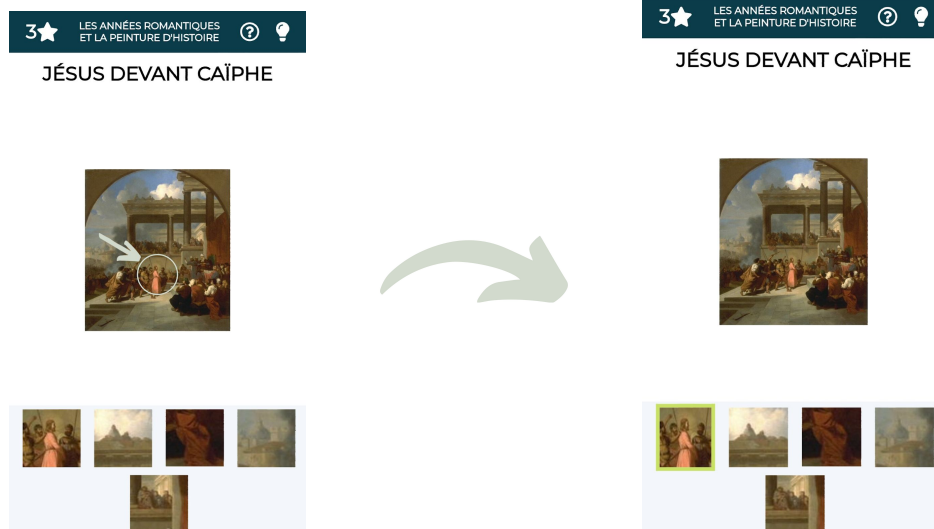 3
LES ANNÉES ROMANTIQUES
ET LA PEINTURE D'HISTOIRE
?
JÉSUS DEVANT CAÏPHE
3
LES ANNÉES ROMANTIQUES
ET LA PEINTURE D'HISTOIRE
?
JÉSUS DEVANT CAÏPHE